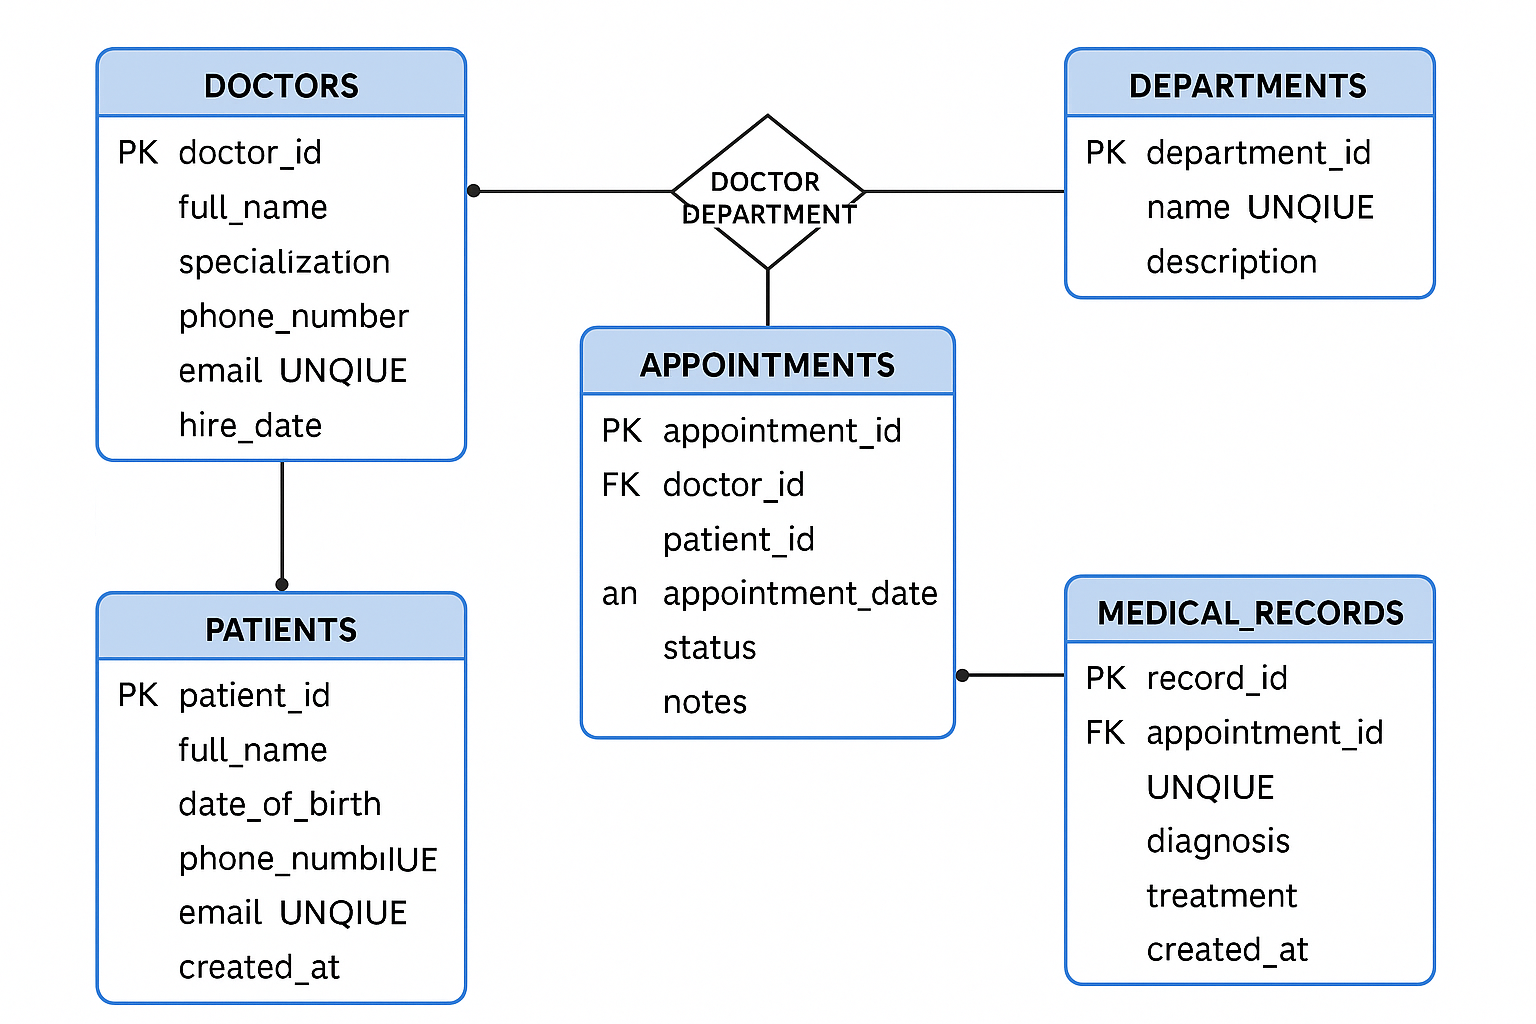 DOCTORS
PK doctor_id
full_name
specialization
phone_number
email UNQIUE
hire_date
DOCTOR
DEPARTMENT
DEPARTMENTS
PK department_id
name UNQIUE
description
APPOINTMENTS
PK appointment_id
FK doctor_id
patient_id
an appointment_date
status
notes
PATIENTS
PK patient_id
full_name
date_of_birth
email UNQIUE
created_at
MEDICAL_RECORDS
PK record_id
FK appointment_id
UNQIUE
diagnosis
treatment
created_at